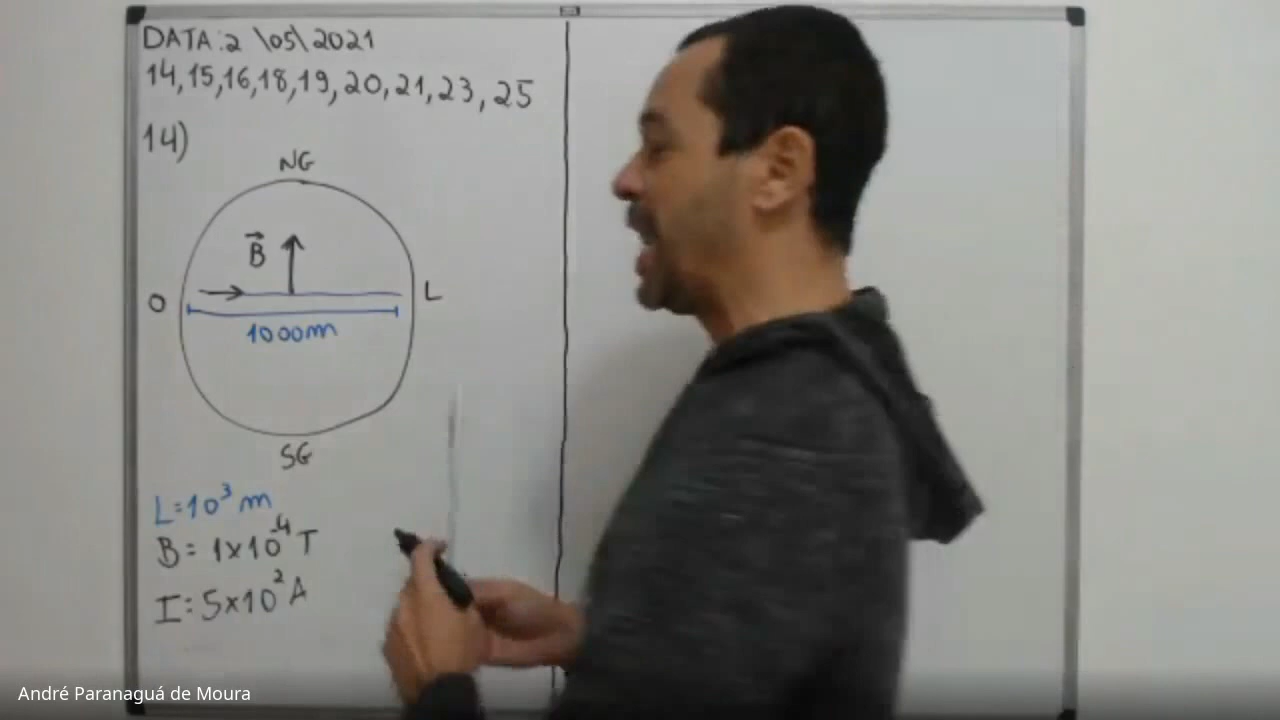 DATA: 2 \05\ 2021
14, 15, 16, 18, 19, 20, 21, 23, 25
14)
NG
B
O
L
1000m
SG
L=10³ m
B= 1x10⁻⁴ T
I: 5x10² A
André Paranaguá de Moura